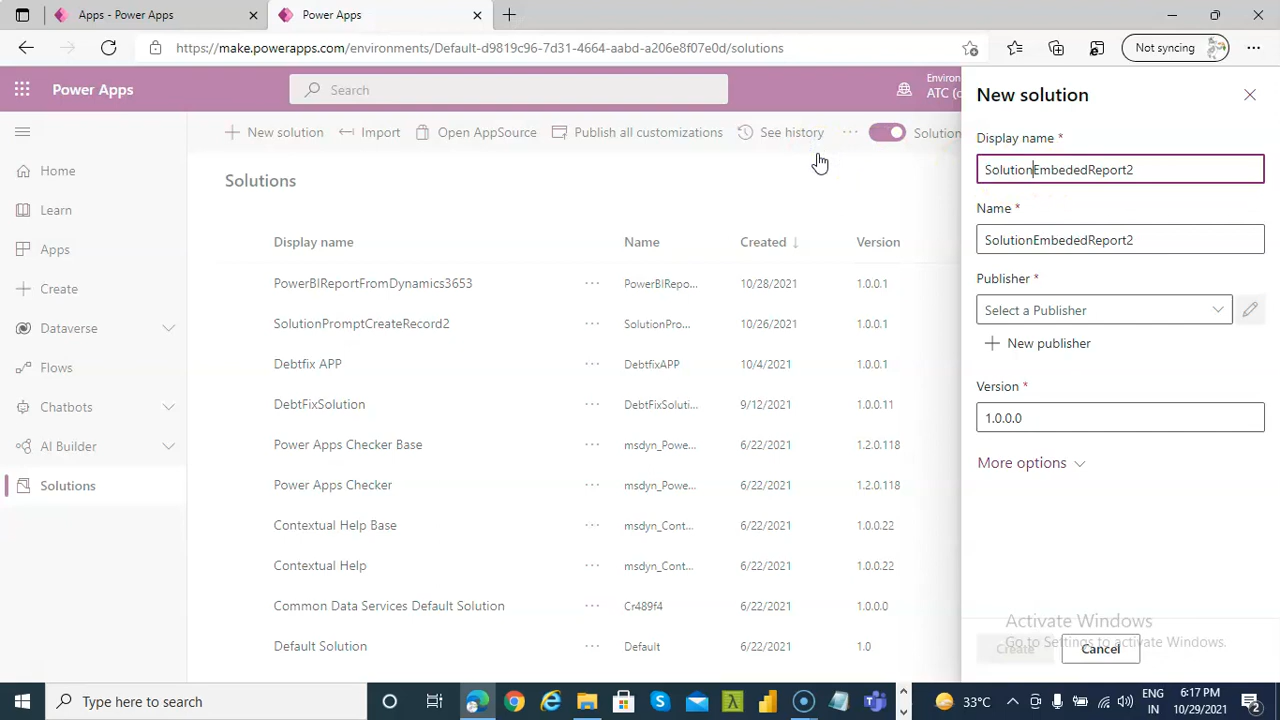 Apps - Power Apps
Power Apps
https://make.powerapps.com/environments/Default-d9819c96-7d31-4664-aabd-a206e8f07e0d/solutions
Not syncing
Power Apps
Search
Environ
ATC (o
New solution
Import
Open AppSource
Publish all customizations
See history
Solution
Home
Learn
Apps
Create
Dataverse
Flows
Chatbots
AI Builder
Solutions
Solutions
Display name Name Created ↓ Version
PowerBIReportFromDynamics3653 ... PowerBIRepo... 10/28/2021 1.0.0.1
SolutionPromptCreateRecord2 ... SolutionPro... 10/26/2021 1.0.0.1
Debtfix APP ... DebtfixAPP 10/4/2021 1.0.0.1
DebtFixSolution ... DebtFixSoluti... 9/12/2021 1.0.0.11
Power Apps Checker Base ... msdyn_Powe... 6/22/2021 1.2.0.118
Power Apps Checker ... msdyn_Powe... 6/22/2021 1.2.0.118
Contextual Help Base ... msdyn_Cont... 6/22/2021 1.0.0.22
Contextual Help ... msdyn_Cont... 6/22/2021 1.0.0.22
Common Data Services Default Solution ... Cr489f4 6/22/2021 1.0.0.0
Default Solution ... Default 6/22/2021 1.0
New solution
Display name *
SolutionEmbededReport2
Name *
SolutionEmbededReport2
Publisher *
Select a Publisher
New publisher
Version *
1.0.0.0
More options
Activate Windows
Go to Settings to activate Windows.
Create
Cancel
Type here to search
33°C
ENG
IN
6:17 PM
10/29/2021
2